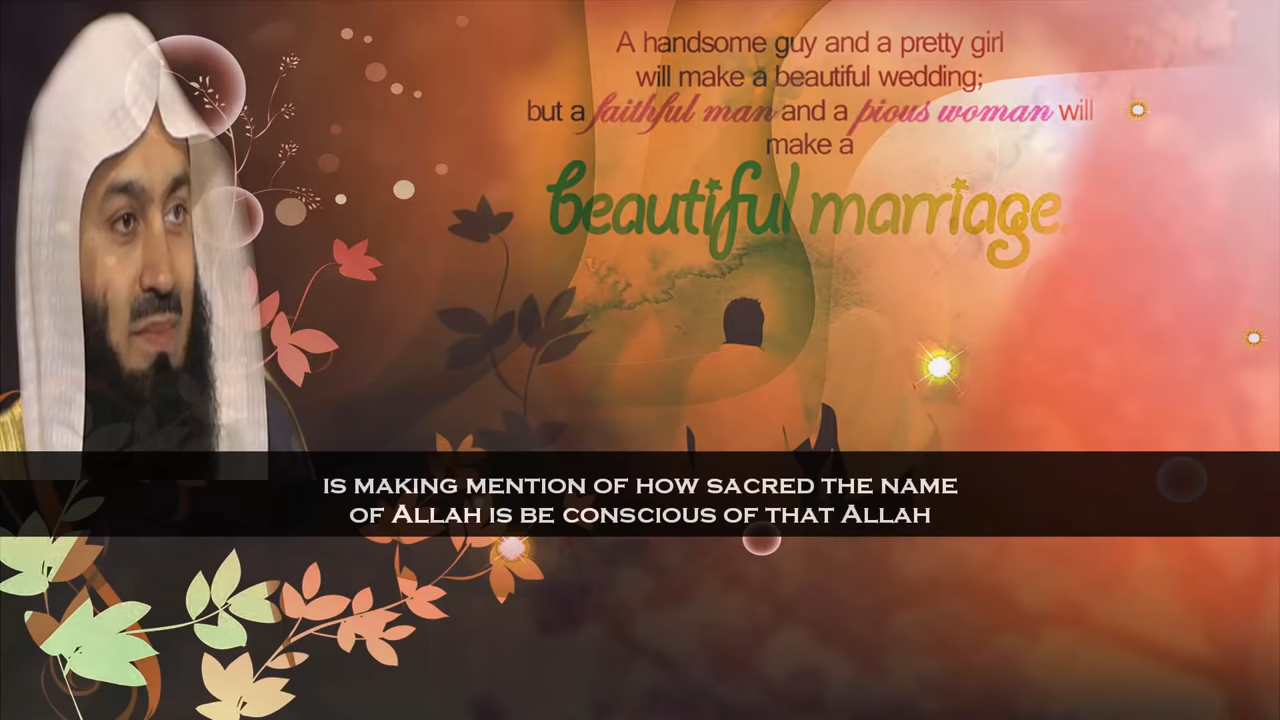 A handsome guy and a pretty girl
will make a beautiful wedding;
but a faithful man and a pious woman will
make a
beautiful marriage.
IS MAKING MENTION OF HOW SACRED THE NAME
OF ALLAH IS BE CONSCIOUS OF THAT ALLAH